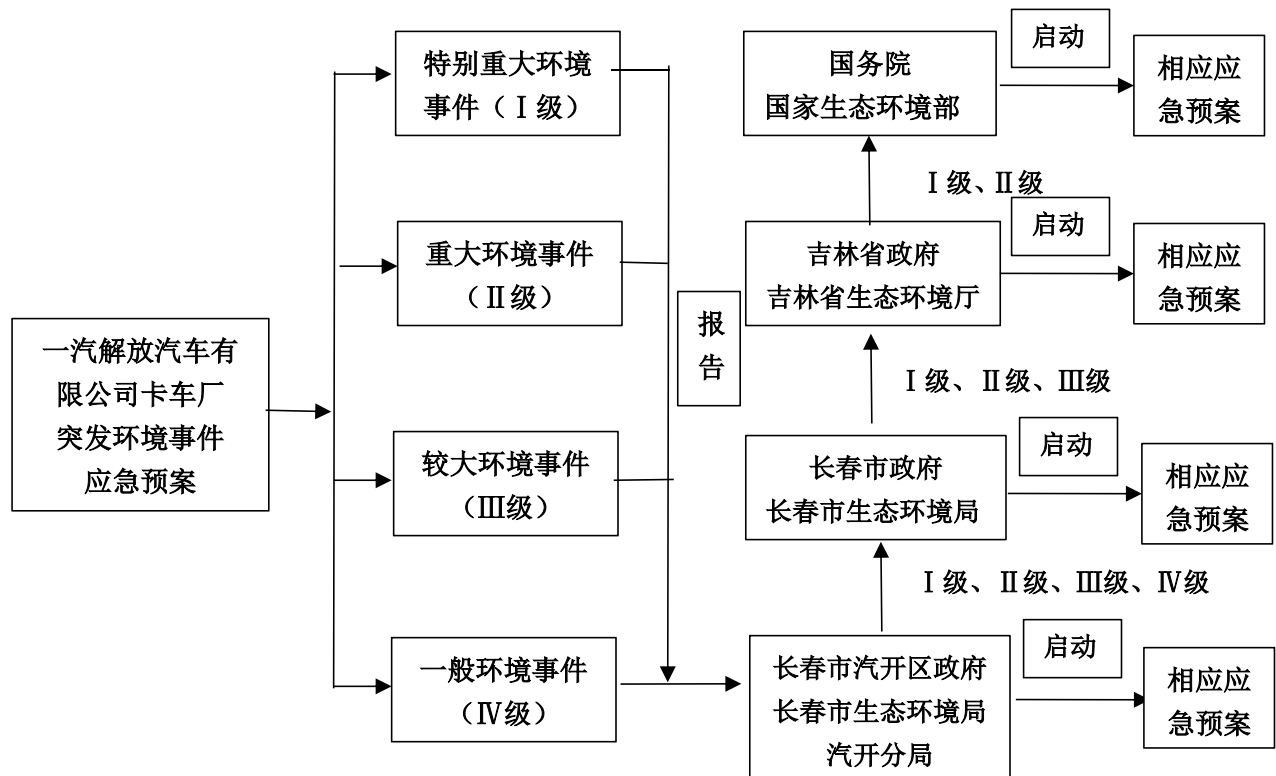 一汽解放汽车有
限公司卡车厂
突发环境事件
应急预案
特别重大环境
事件（Ⅰ级）
重大环境事件
（Ⅱ级）
较大环境事件
（Ⅲ级）
一般环境事件
（Ⅳ级）
报
告
国务院
国家生态环境部
启动
相应应
急预案
Ⅰ级、Ⅱ级
吉林省政府
吉林省生态环境厅
启动
相应应
急预案
Ⅰ级、Ⅱ级、Ⅲ级
长春市政府
长春市生态环境局
启动
相应应
急预案
Ⅰ级、Ⅱ级、Ⅲ级、Ⅳ级
长春市汽开区政府
长春市生态环境局
汽开分局
启动
相应应
急预案